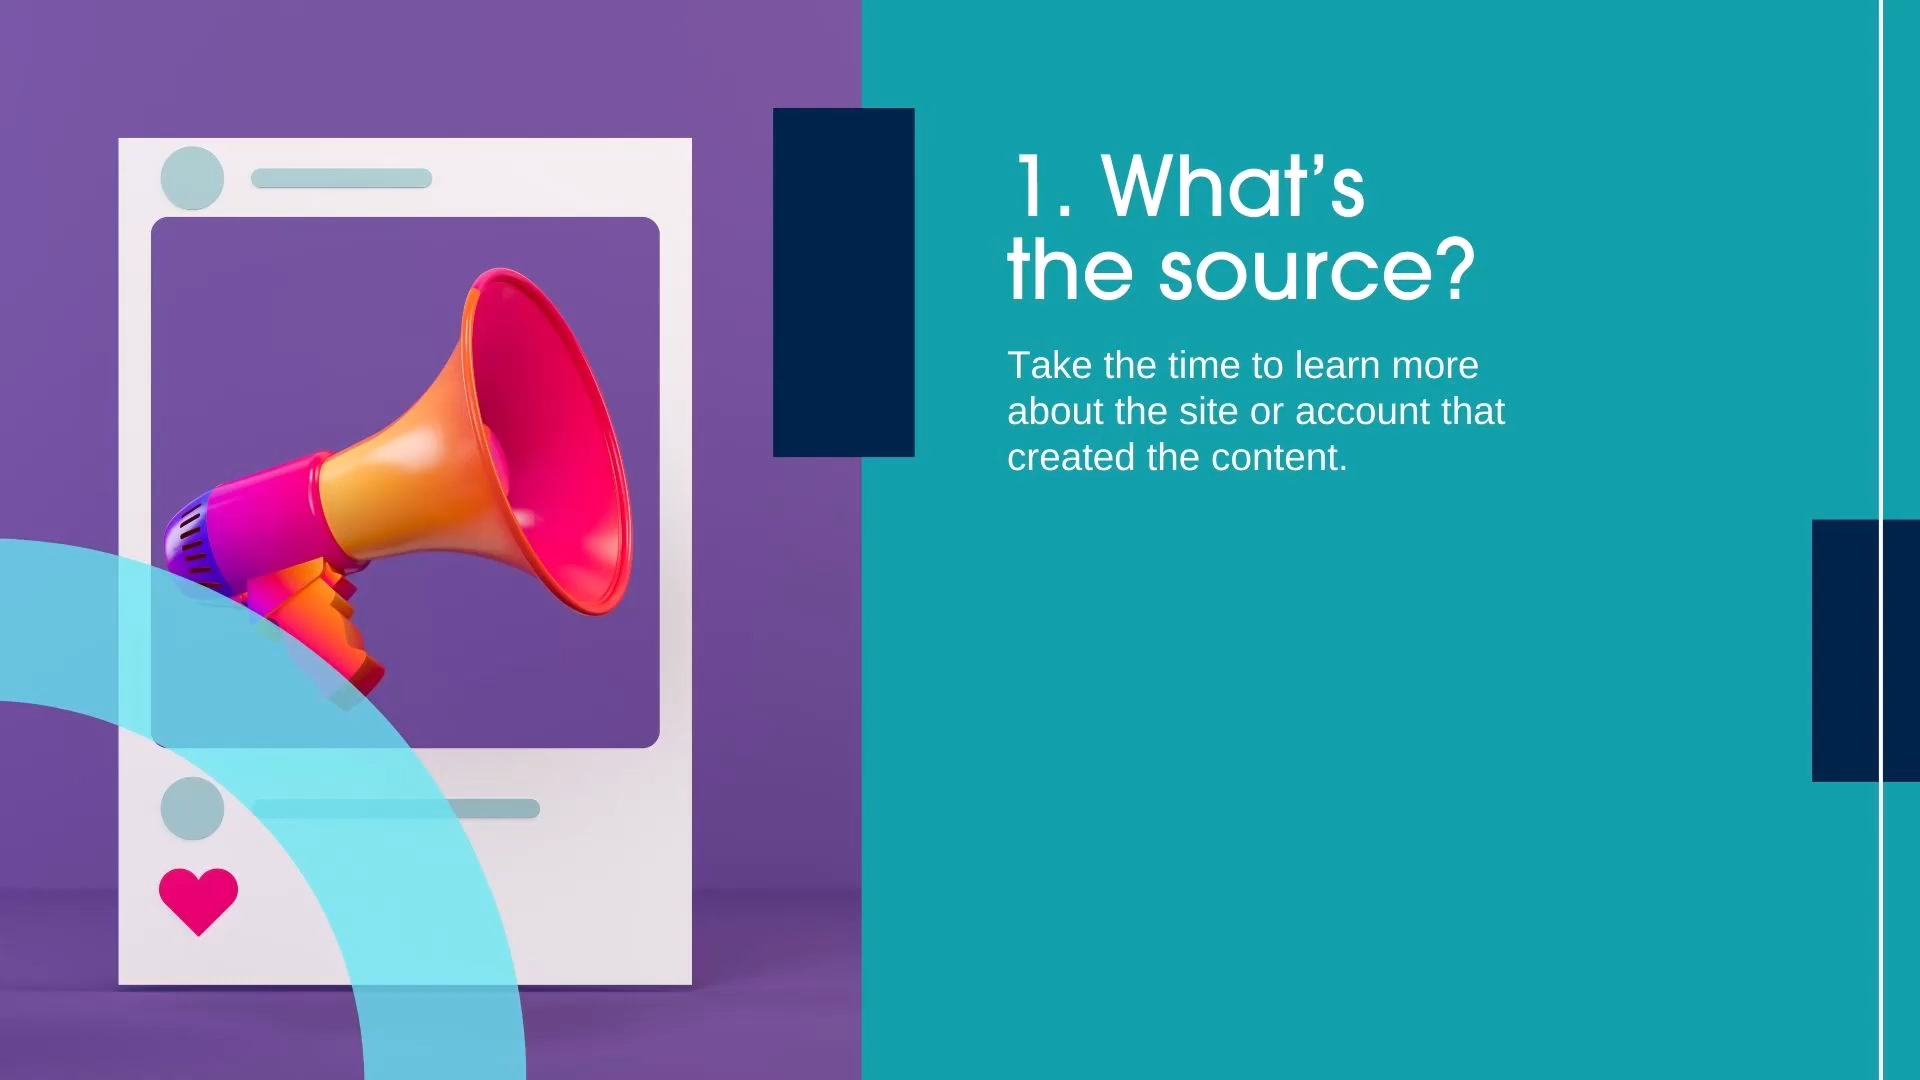 1. What’s
the source?
Take the time to learn more
about the site or account that
created the content.